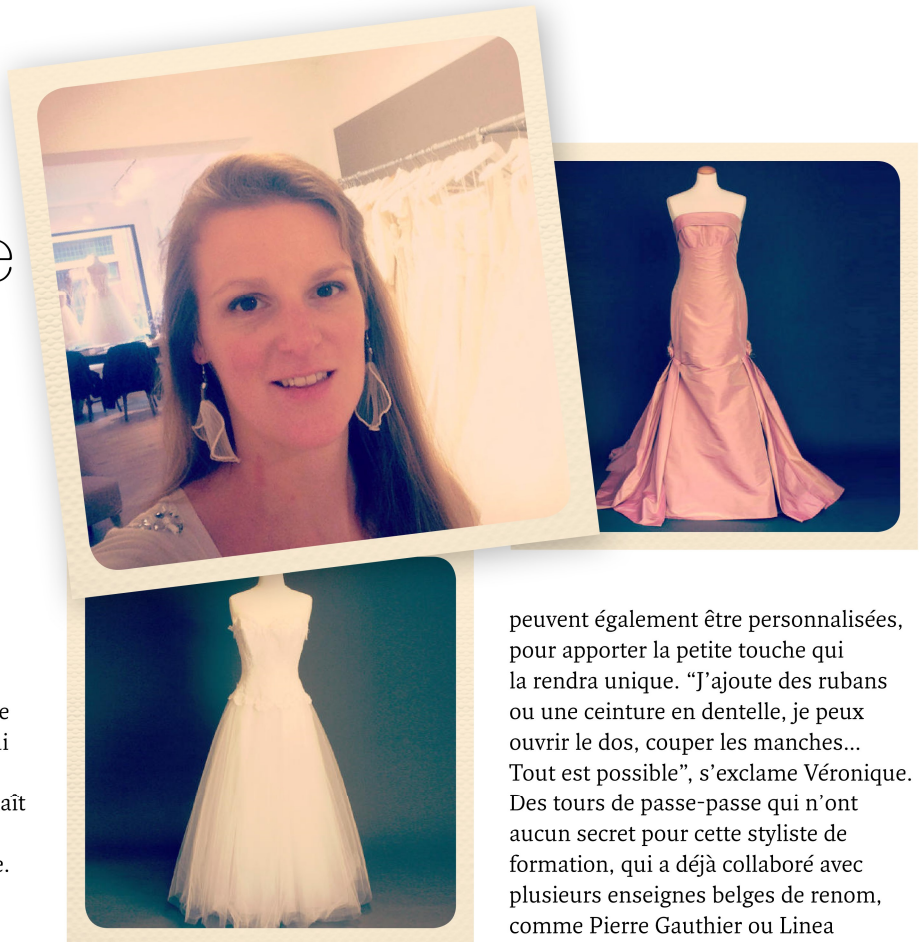 e
e
i
aît
e.
peuvent également être personnalisées,
pour apporter la petite touche qui
la rendra unique. “J’ajoute des rubans
ou une ceinture en dentelle, je peux
ouvrir le dos, couper les manches...
Tout est possible”, s’exclame Véronique.
Des tours de passe-passe qui n’ont
aucun secret pour cette styliste de
formation, qui a déjà collaboré avec
plusieurs enseignes belges de renom,
comme Pierre Gauthier ou Linea